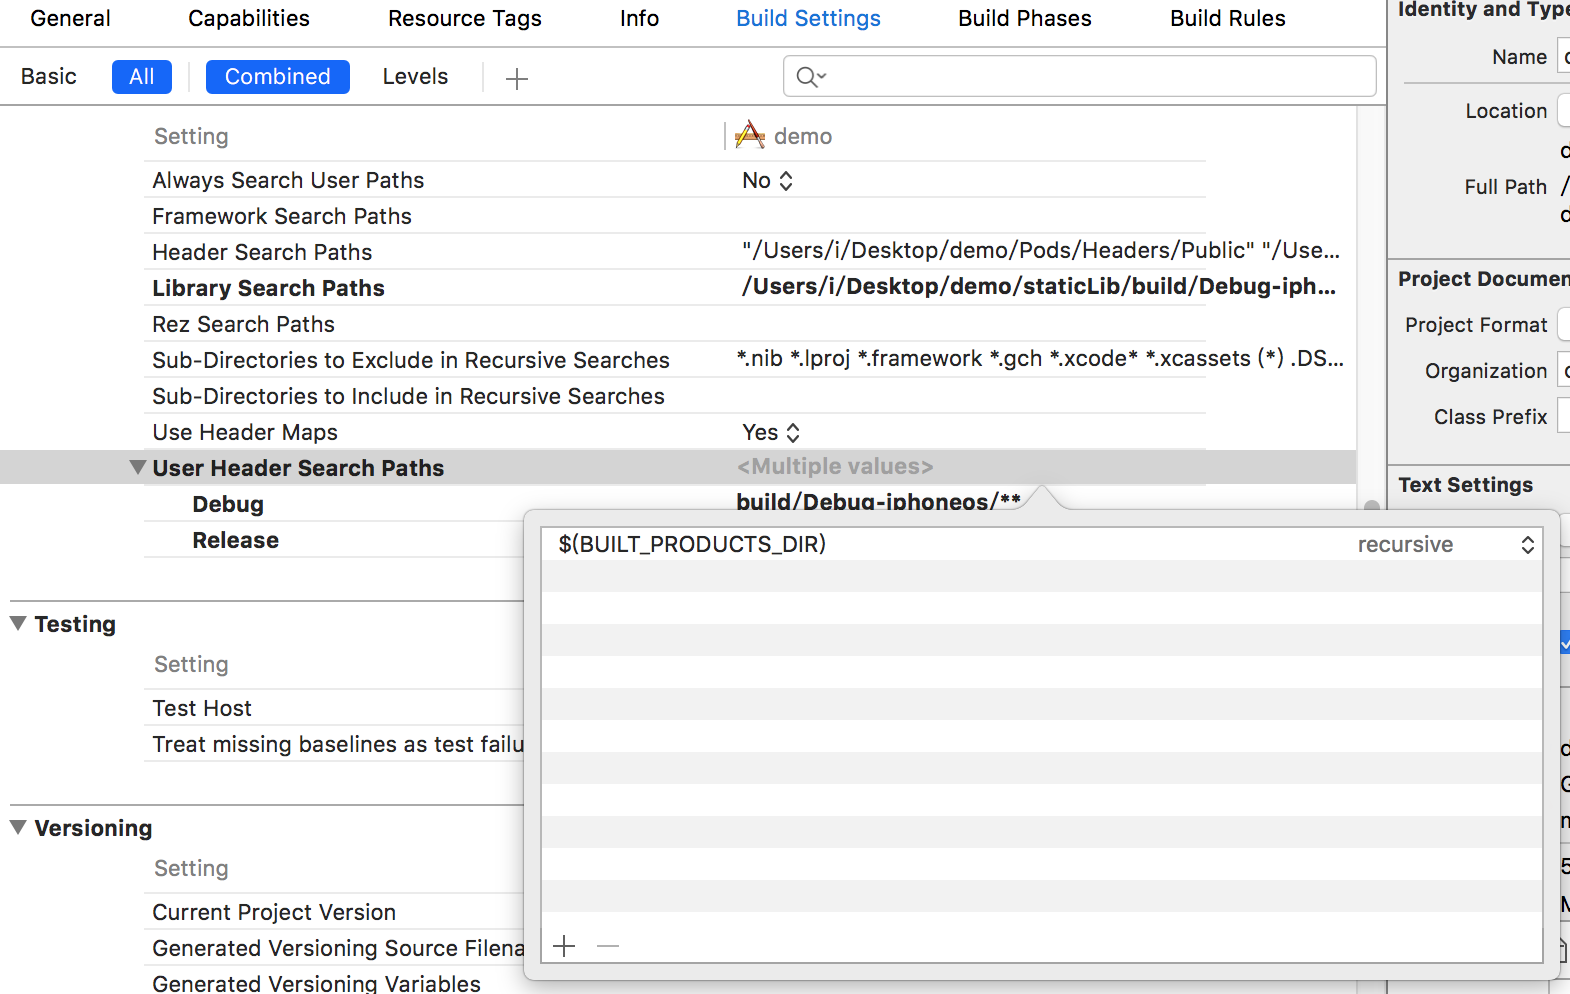 General Capabilities Resource Tags Info Build Settings Build Phases Build Rules
Basic All Combined Levels
Setting demo
Always Search User Paths No
Framework Search Paths
Header Search Paths "/Users/i/Desktop/demo/Pods/Headers/Public" "/Use...
Library Search Paths /Users/i/Desktop/demo/staticLib/build/Debug-iph...
Rez Search Paths
Sub-Directories to Exclude in Recursive Searches *.nib *.lproj *.framework *.gch *.xcode* *.xcassets (*) .DS...
Sub-Directories to Include in Recursive Searches
Use Header Maps Yes
User Header Search Paths <Multiple values>
Debug build/Debug-iphoneos/**
Release
$(BUILT_PRODUCTS_DIR) recursive
Testing
Setting
Test Host
Treat missing baselines as test failu
Versioning
Setting
Current Project Version
Generated Versioning Source Filena
Generated Versioning Variables
Identity and Type
Name
Location
Full Path /
Project Documen
Project Format
Organization
Class Prefix
Text Settings